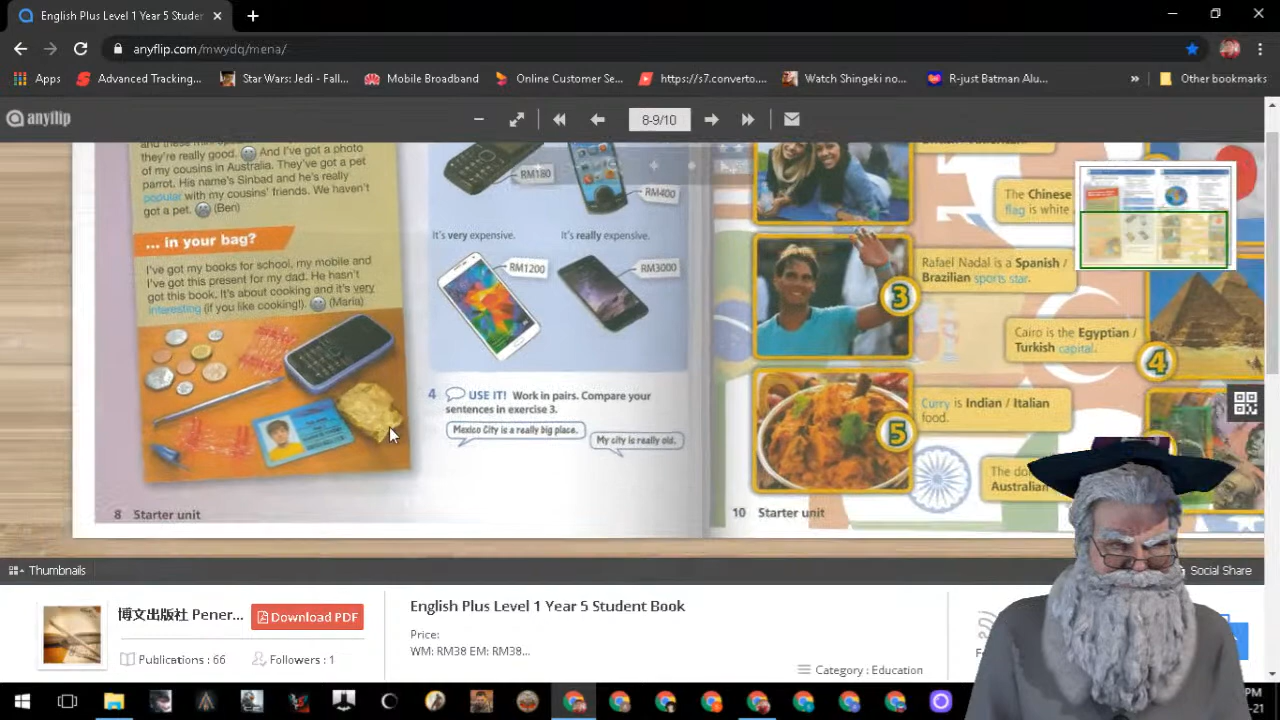 English Plus Level 1 Year 5 Studer
anyflip.com/mwydq/mena/
Apps
Advanced Tracking...
Star Wars: Jedi - Fall...
Mobile Broadband
Online Customer Se...
https://s7.converto....
Watch Shingeki no...
R-just Batman Alu...
»
Other bookmarks
anyflip
8-9/10
they're really good. And I've got a photo
of my cousins in Australia. They've got a pet
parrot. His name's Sinbad and he's really
popular with my cousins' friends. We haven't
got a pet. (Ben)
... in your bag?
I've got my books for school, my mobile and
I've got this present for my dad. He hasn't
got this book. It's about cooking and it's very
interesting (if you like cooking!). (Maria)
8 Starter unit
RM180
RM400
It's very expensive.
It's really expensive.
RM1200
RM3000
4 USE IT! Work in pairs. Compare your
sentences in exercise 3.
Mexico City is a really big place.
My city is really old.
The Chinese
flag is white
3
Rafael Nadal is a Spanish /
Brazilian sports star.
Cairo is the Egyptian /
Turkish capital.
4
5
Curry is Indian / Italian
food.
Australian
10 Starter unit
Thumbnails
Social Share
博文出版社 Pener...
Download PDF
Publications : 66
Followers : 1
English Plus Level 1 Year 5 Student Book
Price:
WM: RM38 EM: RM38...
Category : Education